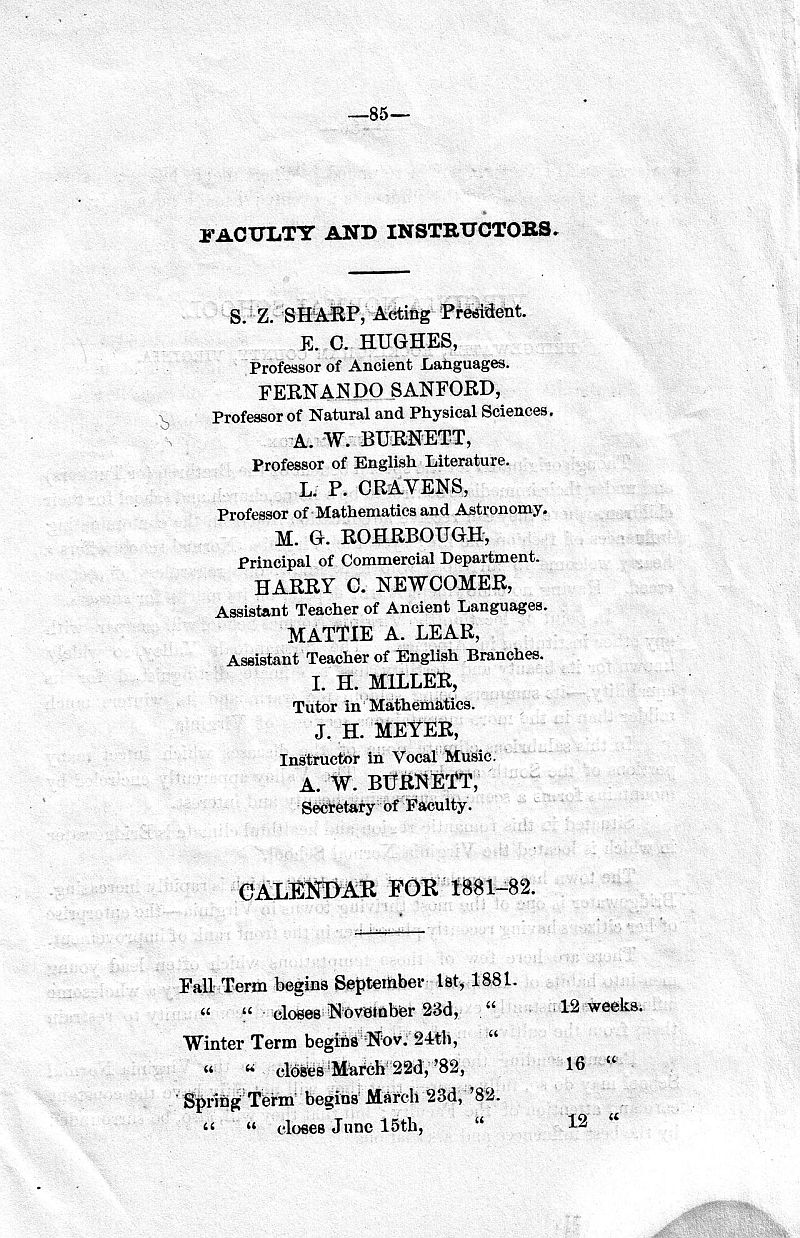 —85—
FACULTY AND INSTRUCTORS.
S. Z. SHARP, Acting President.
E. C. HUGHES,
Professor of Ancient Languages.
FERNANDO SANFORD,
Professor of Natural and Physical Sciences.
A. W. BURNETT,
Professor of English Literature.
L. P. CRAVENS,
Professor of Mathematics and Astronomy.
M. G. ROHRBOUGH,
Principal of Commercial Department.
HARRY C. NEWCOMER,
Assistant Teacher of Ancient Languages.
MATTIE A. LEAR,
Assistant Teacher of English Branches.
I. H. MILLER,
Tutor in Mathematics.
J. H. MEYER,
Instructor in Vocal Music.
A. W. BURNETT,
Secretary of Faculty.
CALENDAR FOR 1881–82.
Fall Term begins September 1st, 1881.
“ “ closes November 23d, “ 12 weeks.
Winter Term begins Nov. 24th, “
“ “ closes March 22d, ’82, 16 “
Spring Term begins March 23d, ’82.
“ “ closes June 15th, “ 12 “